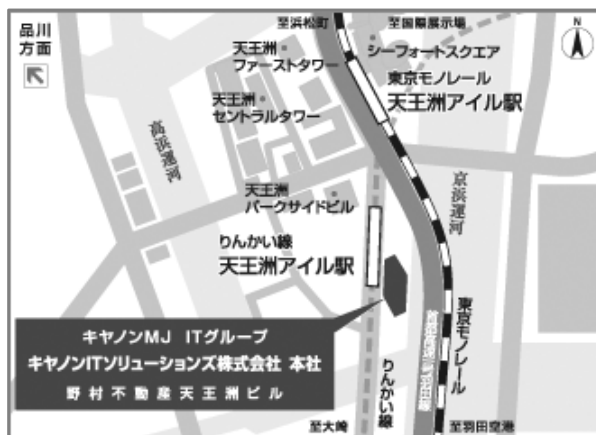 品川
方面
至浜松町
至国際展示場
N
天王洲
ファーストタワー
シーフォートスクエア
東京モノレール
天王洲アイル駅
天王洲
セントラルタワー
高浜運河
京浜運河
天王洲
パークサイドビル
りんかい線
天王洲アイル駅
キヤノンMJ ITグループ
キヤノンITソリューションズ株式会社 本社
野村不動産天王洲ビル
東京モノレール
りんかい線
至大崎
至羽田空港